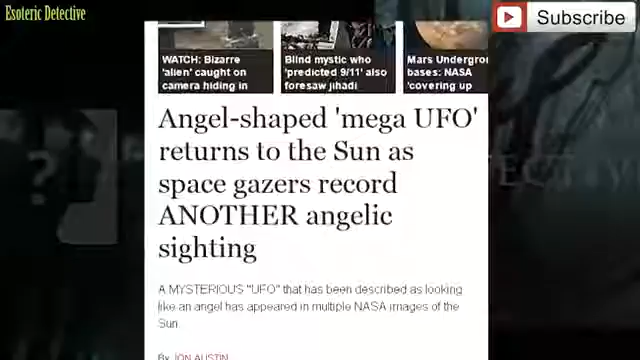 Esoteric Detective
Subscribe
WATCH: Bizarre
'alien' caught on
camera hiding in
Blind mystic who
'predicted 9/11' also
foresaw jihadi
Mars Undergrou
bases: NASA
'covering up
Angel-shaped 'mega UFO'
returns to the Sun as
space gazers record
ANOTHER angelic
sighting
A MYSTERIOUS "UFO" that has been described as looking
like an angel has appeared in multiple NASA images of the
Sun.
By JON AUSTIN